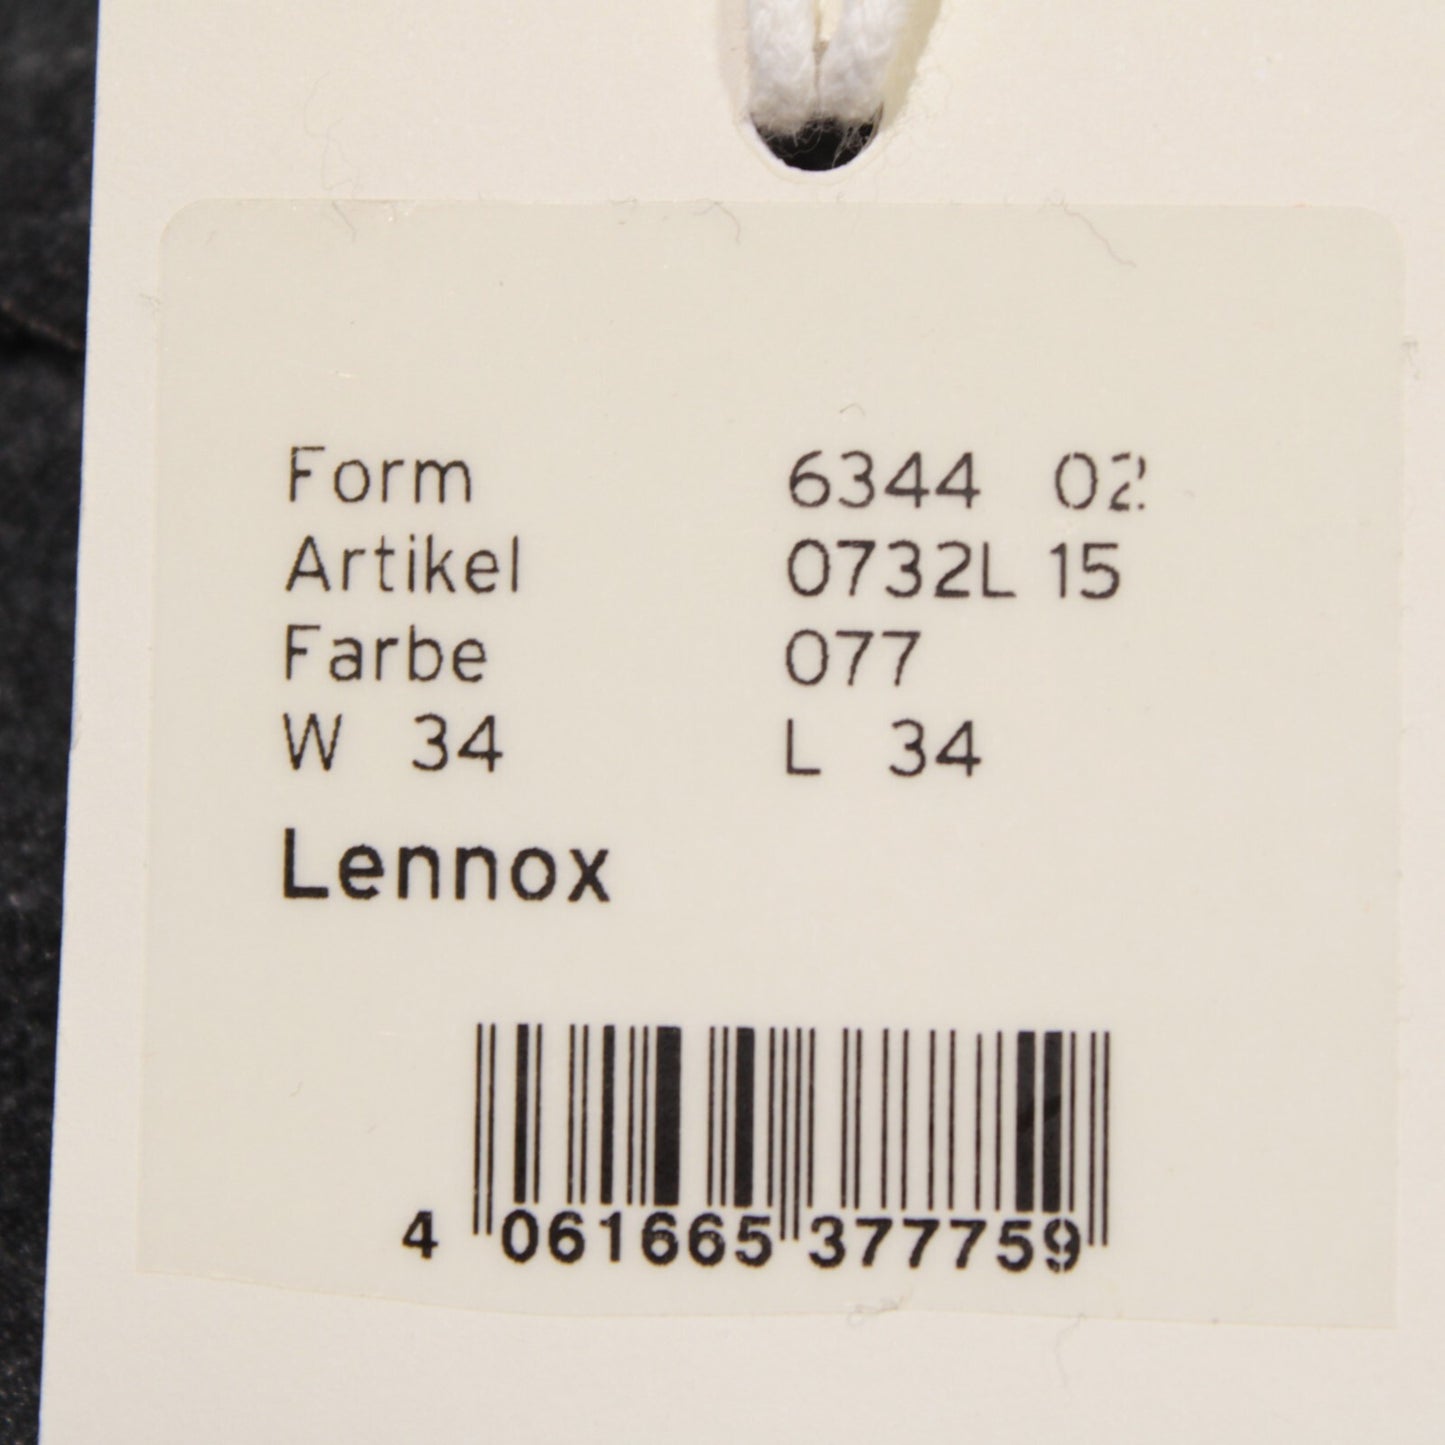 Form 6344 02
Artikel 0732L 15
Farbe 077
W 34 L 34
Lennox
4 061665 377759